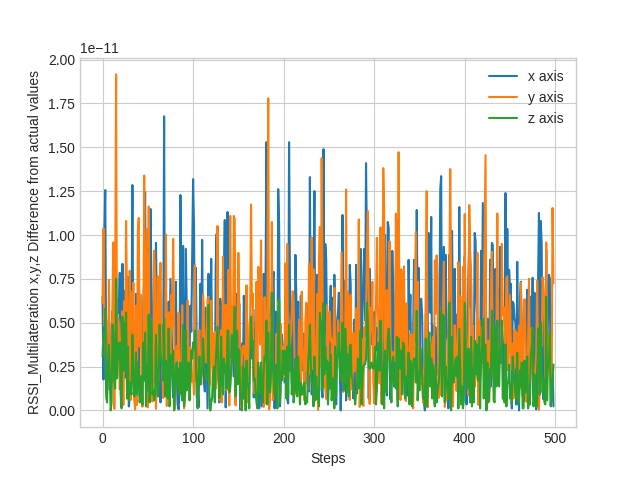 1e−11
2.00
1.75
1.50
1.25
1.00
0.75
0.50
0.25
0.00
RSSI_Multilateration x,y,z Difference from actual values
x axis
y axis
z axis
0 100 200 300 400 500
Steps